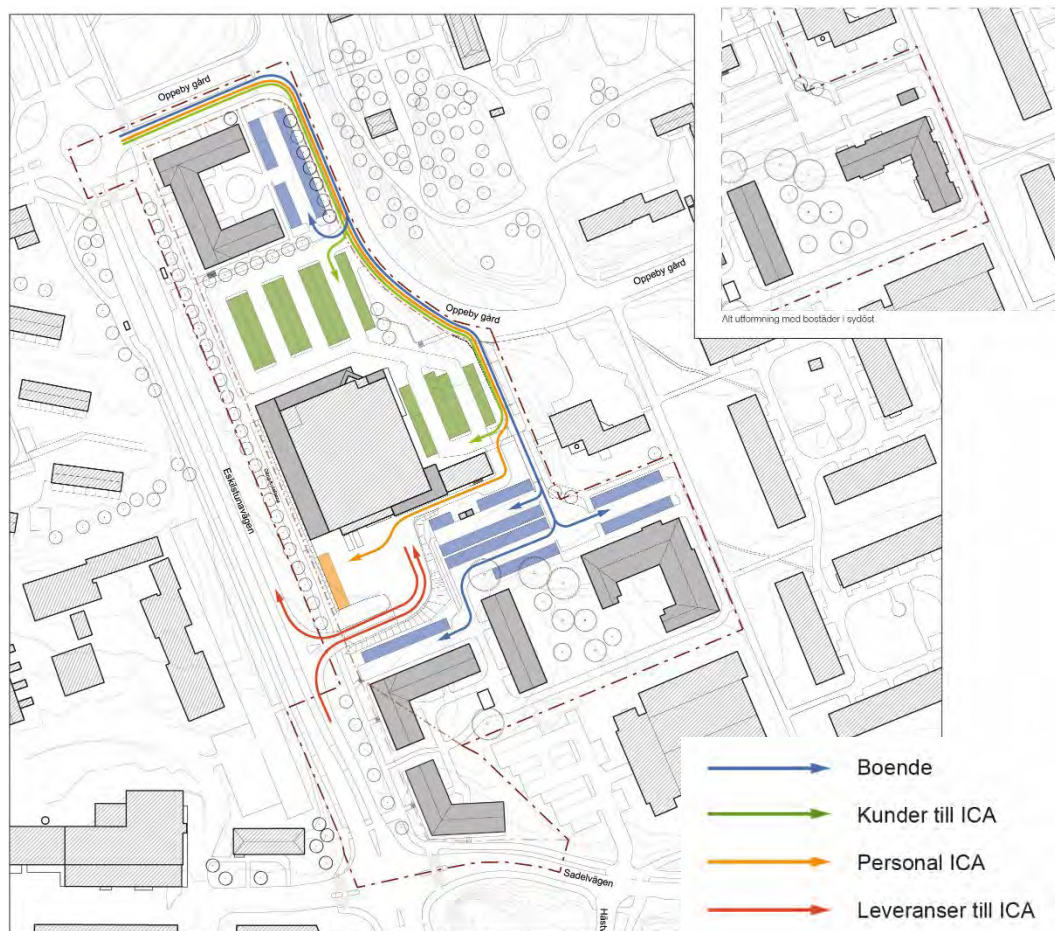 Oppeby gård
Oppeby gård
Oppeby gård
Alt utformning med bostäder i sydöst
Eskilstunavägen
Sadelvägen
Boende
Kunder till ICA
Personal ICA
Leveranser till ICA